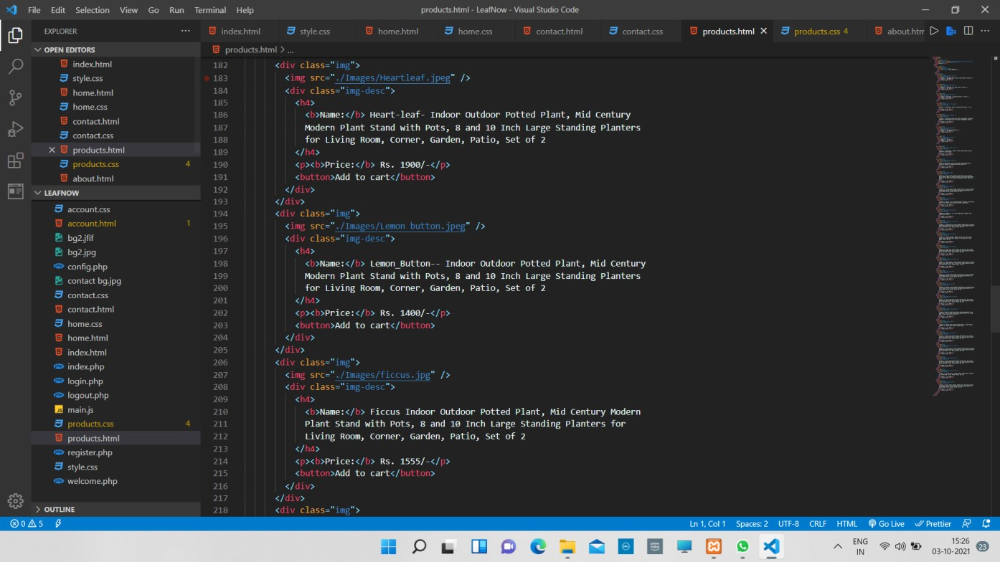 File Edit Selection View Go Run Terminal Help products.html - LeafNow - Visual Studio Code
EXPLORER ... index.html style.css home.html home.css contact.html contact.css products.html products.css 4 about.htm
OPEN EDITORS products.html > ...
index.html
style.css
home.html
home.css
contact.html
contact.css
products.html
products.css 4
about.html
LEAFNOW
account.css
account.html 1
bg2.jfif
bg2.jpg
config.php
contact bg.jpg
contact.css
contact.html
home.css
home.html
index.html
index.php
login.php
logout.php
main.js
products.css 4
products.html
register.php
style.css
welcome.php
OUTLINE
182 <div class="img">
183 <img src="./Images/Heartleaf.jpeg" />
184 <div class="img-desc">
185 <h4>
186 <b>Name:</b> Heart-leaf- Indoor Outdoor Potted Plant, Mid Century
187 Modern Plant Stand with Pots, 8 and 10 Inch Large Standing Planters
188 for Living Room, Corner, Garden, Patio, Set of 2
189 </h4>
190 <p><b>Price:</b> Rs. 1900/-</p>
191 <button>Add to cart</button>
192 </div>
193 </div>
194 <div class="img">
195 <img src="./Images/Lemon button.jpeg" />
196 <div class="img-desc">
197 <h4>
198 <b>Name:</b> Lemon_Button-- Indoor Outdoor Potted Plant, Mid Century
199 Modern Plant Stand with Pots, 8 and 10 Inch Large Standing Planters
200 for Living Room, Corner, Garden, Patio, Set of 2
201 </h4>
202 <p><b>Price:</b> Rs. 1400/-</p>
203 <button>Add to cart</button>
204 </div>
205 </div>
206 <div class="img">
207 <img src="./Images/ficcus.jpg" />
208 <div class="img-desc">
209 <h4>
210 <b>Name:</b> Ficcus Indoor Outdoor Potted Plant, Mid Century Modern
211 Plant Stand with Pots, 8 and 10 Inch Large Standing Planters for
212 Living Room, Corner, Garden, Patio, Set of 2
213 </h4>
214 <p><b>Price:</b> Rs. 1555/-</p>
215 <button>Add to cart</button>
216 </div>
217 </div>
218 <div class="img">
0 5 Ln 1, Col 1 Spaces: 2 UTF-8 CRLF HTML Go Live Prettier
ENG 15:26
IN 03-10-2021 23